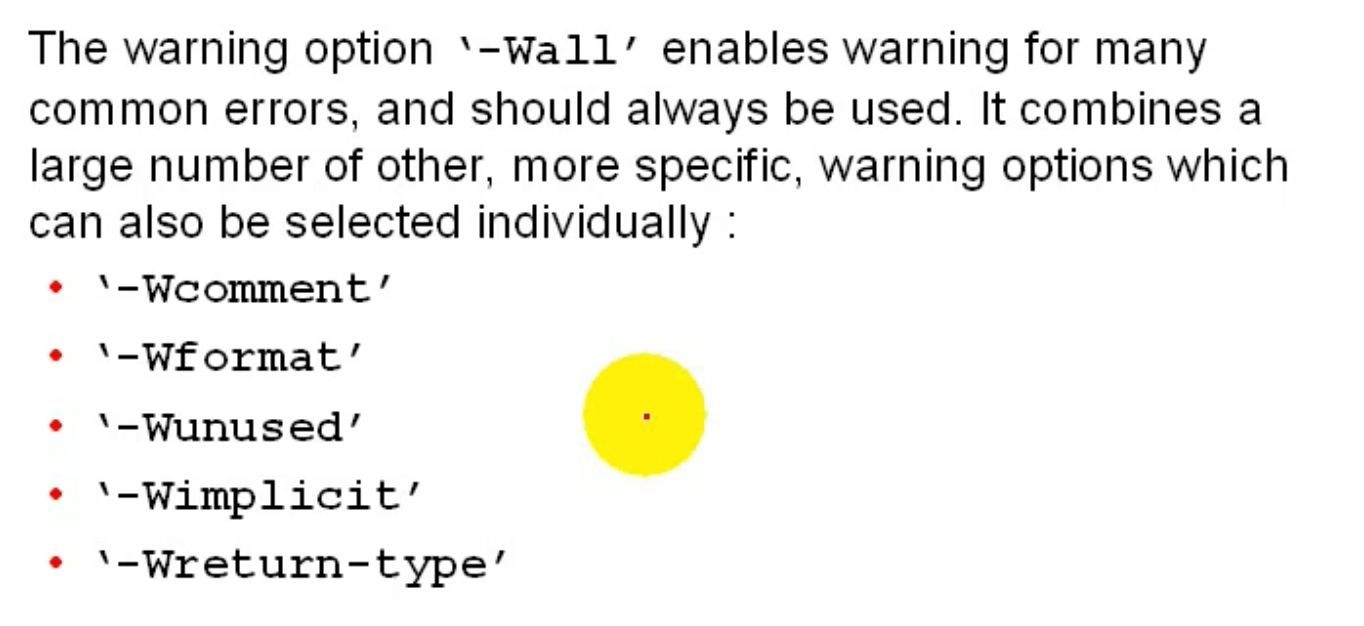 The warning option ‘-Wall’ enables warning for many
common errors, and should always be used. It combines a
large number of other, more specific, warning options which
can also be selected individually :
• ‘-Wcomment’
• ‘-Wformat’
• ‘-Wunused’
• ‘-Wimplicit’
• ‘-Wreturn-type’